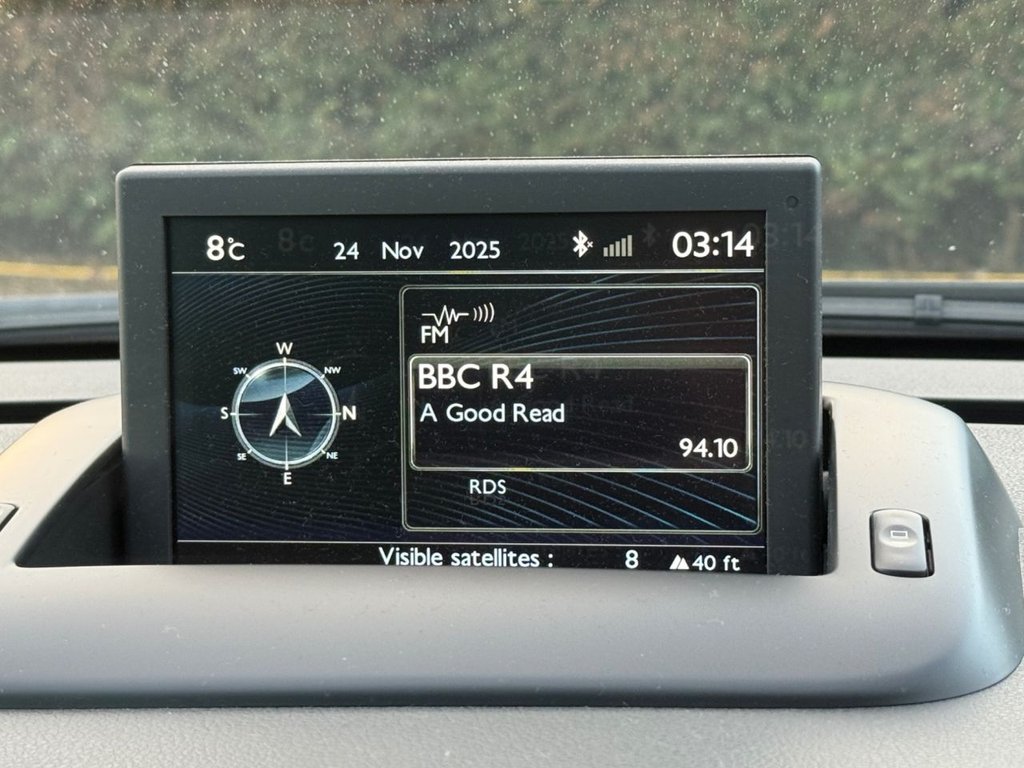 8°C 24 Nov 2025 03:14
FM
BBC R4
A Good Read
94.10
RDS
W
SW NW
S N
SE NE
E
Visible satellites : 8 40 ft